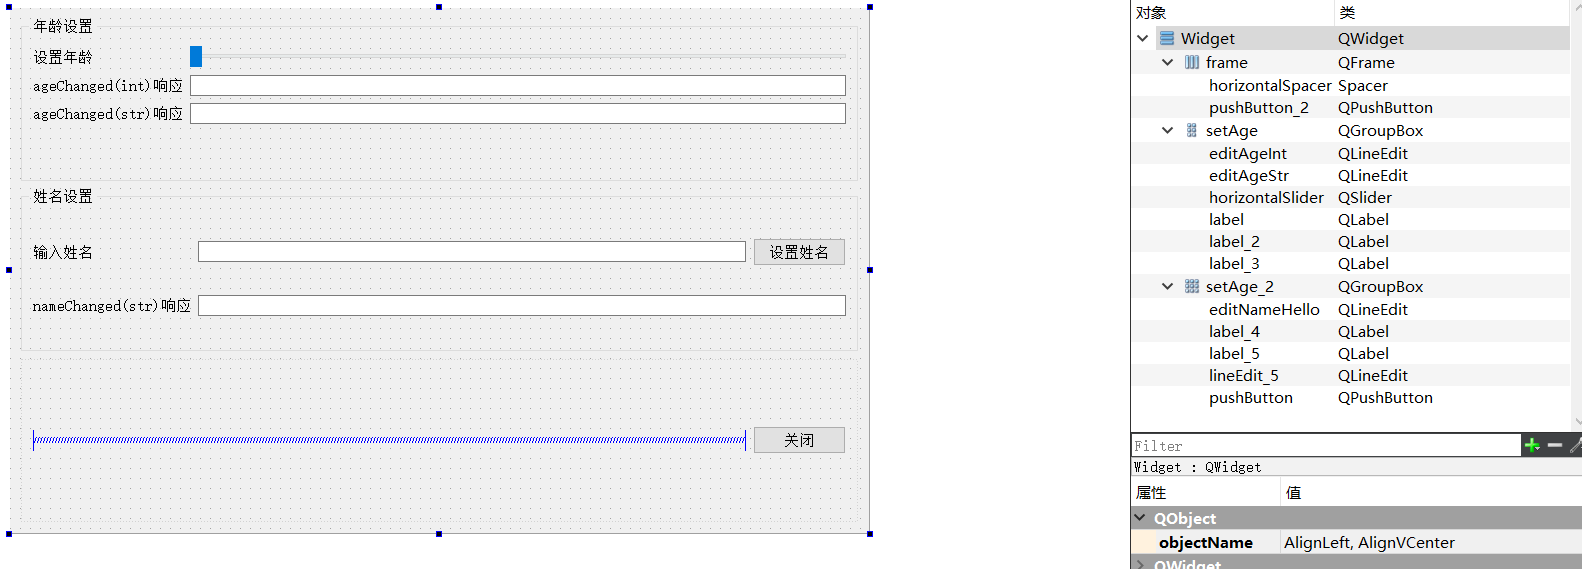 年龄设置
设置年龄
ageChanged(int)响应
ageChanged(str)响应
姓名设置
输入姓名
设置姓名
nameChanged(str)响应
关闭
对象 类
Widget QWidget
frame QFrame
horizontalSpacer Spacer
pushButton_2 QPushButton
setAge QGroupBox
editAgeInt QLineEdit
editAgeStr QLineEdit
horizontalSlider QSlider
label QLabel
label_2 QLabel
label_3 QLabel
setAge_2 QGroupBox
editNameHello QLineEdit
label_4 QLabel
label_5 QLabel
lineEdit_5 QLineEdit
pushButton QPushButton
Filter
Widget : QWidget
属性 值
QObject
objectName AlignLeft, AlignVCenter
QWidget